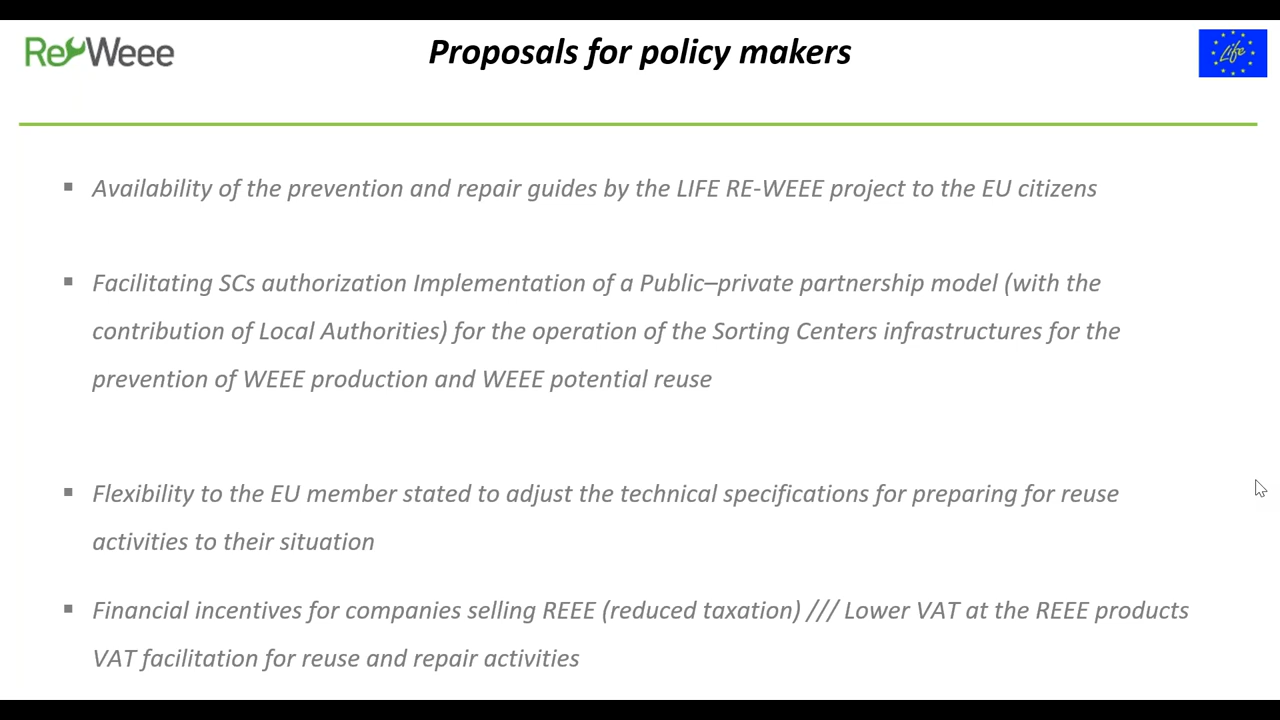 Re Weee
Proposals for policy makers
Life
▪ Availability of the prevention and repair guides by the LIFE RE-WEEE project to the EU citizens
▪ Facilitating SCs authorization Implementation of a Public–private partnership model (with the
contribution of Local Authorities) for the operation of the Sorting Centers infrastructures for the
prevention of WEEE production and WEEE potential reuse
▪ Flexibility to the EU member stated to adjust the technical specifications for preparing for reuse
activities to their situation
▪ Financial incentives for companies selling REEE (reduced taxation) /// Lower VAT at the REEE products
VAT facilitation for reuse and repair activities